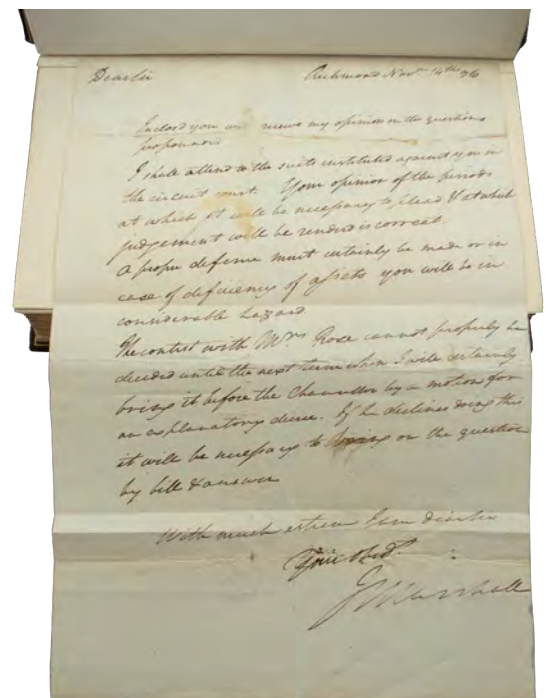 Dear Sir Richmond Novr. 14th 96
Inclosd you will receive my opinion on the questions
propounded
I shall attend to the suits instituted against you in
the circuit court. Your opinion of the periods
at which it will be necessary to plead & at which
judgement will be renderd is correct.
A proper defense must certainly be made or in
case of deficiency of assets you will be in
considerable hazard.
The contest with Mrs Rose cannot properly be
decided until the next term when I will certainly
bring it before the Chancellor by a motion for
an explanatory decree. If he declines doing this
it will be necessary to bring on the question
by bill & answer
With much esteem I am dear Sir
Your Obedt.
J Marshall